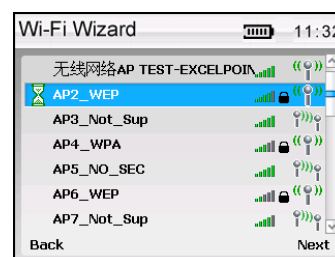 Wi-Fi Wizard 11:32
无线网络AP TEST-EXCELPOIN
AP2_WEP
AP3_Not_Sup
AP4_WPA
AP5_NO_SEC
AP6_WEP
AP7_Not_Sup
Back Next